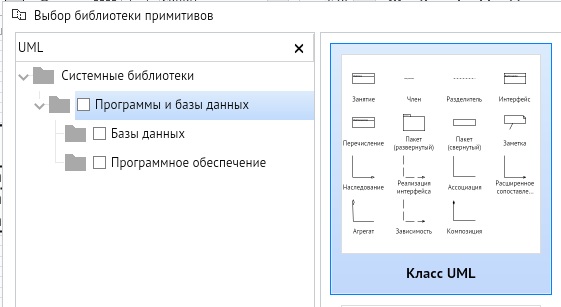 Выбор библиотеки примитивов
UML
Системные библиотеки
Программы и базы данных
Базы данных
Программное обеспечение
Занятие
Член
Разделитель
Интерфейс
Перечисление
Пакет
(развернутый)
Пакет
(свернутый)
Заметка
Наследование
Реализация
интерфейса
Ассоциация
Расширенное
сопоставле...
Агрегат
Зависимость
Композиция
Класс UML